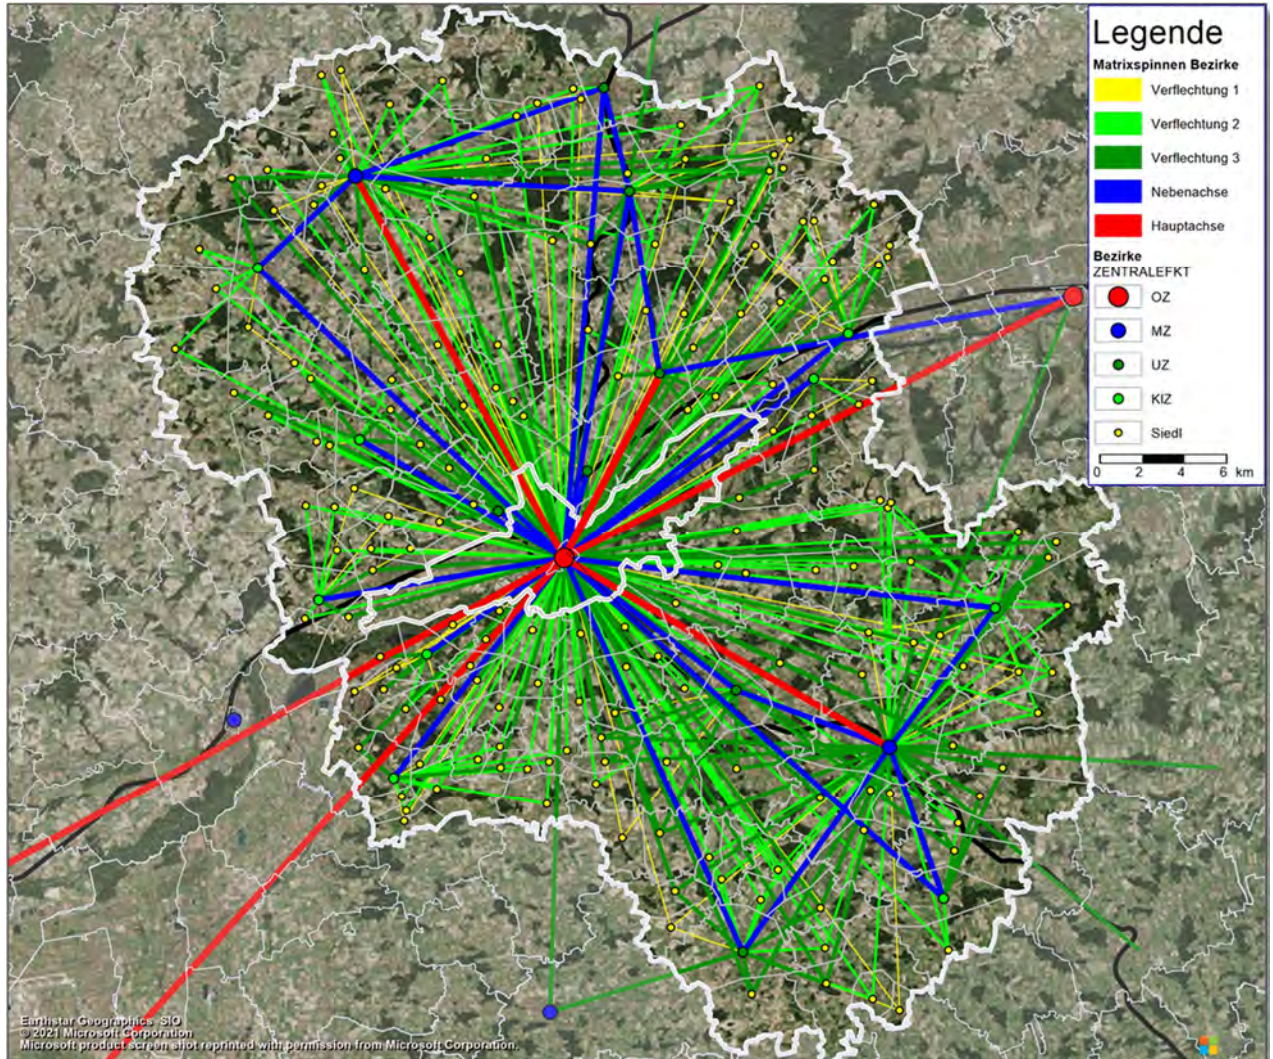 Legende
Matrixspinnen Bezirke
Verflechtung 1
Verflechtung 2
Verflechtung 3
Nebenachse
Hauptachse
Bezirke
ZENTRALEFKT
OZ
MZ
UZ
KIZ
Siedl
0 2 4 6 km
Earthstar Geographics SIO
© 2021 Microsoft Corporation
Microsoft product screen shot reprinted with permission from Microsoft Corporation.